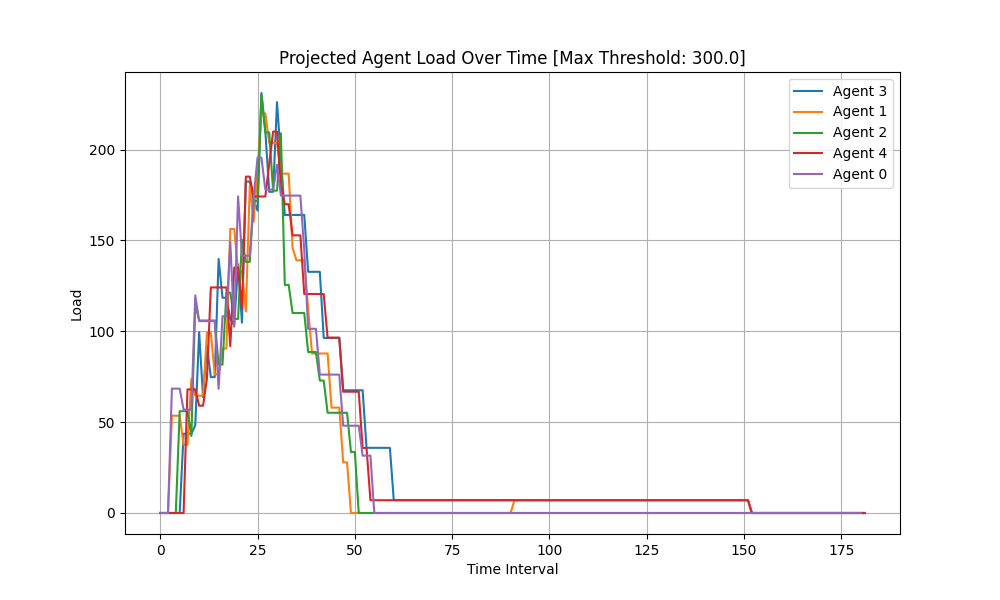 Projected Agent Load Over Time [Max Threshold: 300.0]
Agent 3
Agent 1
Agent 2
Agent 4
Agent 0
200
150
100
50
0
Load
0 25 50 75 100 125 150 175
Time Interval